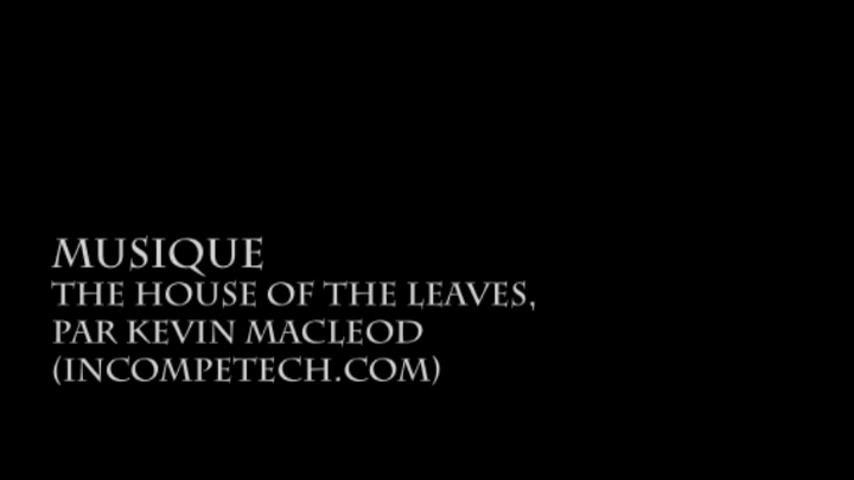 MUSIQUE
THE HOUSE OF THE LEAVES,
PAR KEVIN MACLEOD
(INCOMPETECH.COM)